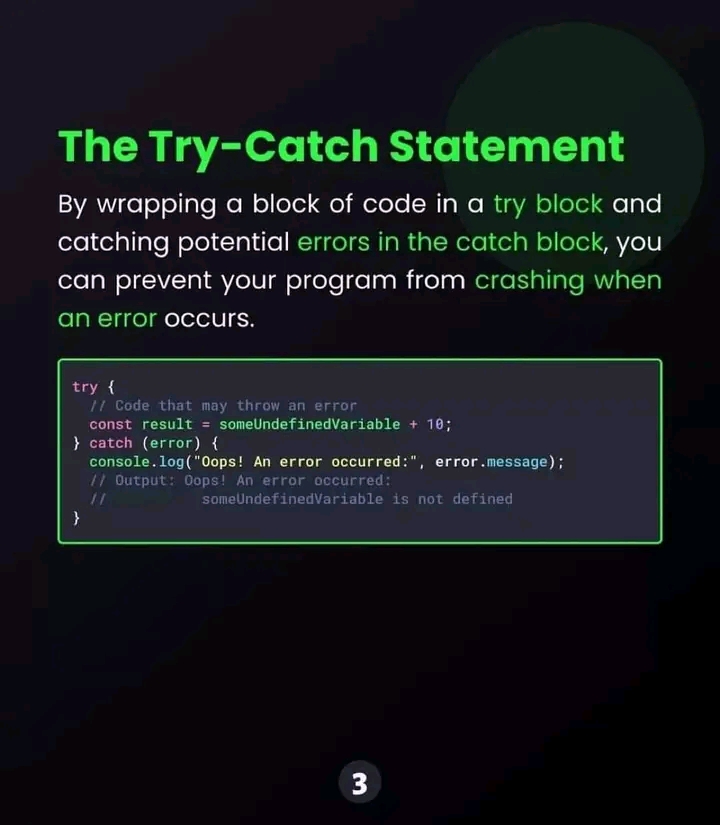 The Try-Catch Statement
By wrapping a block of code in a try block and
catching potential errors in the catch block, you
can prevent your program from crashing when
an error occurs.
try {
  // Code that may throw an error
  const result = someUndefinedVariable + 10;
} catch (error) {
  console.log("Oops! An error occurred:", error.message);
  // Output: Oops! An error occurred:
  //           someUndefinedVariable is not defined
}
3